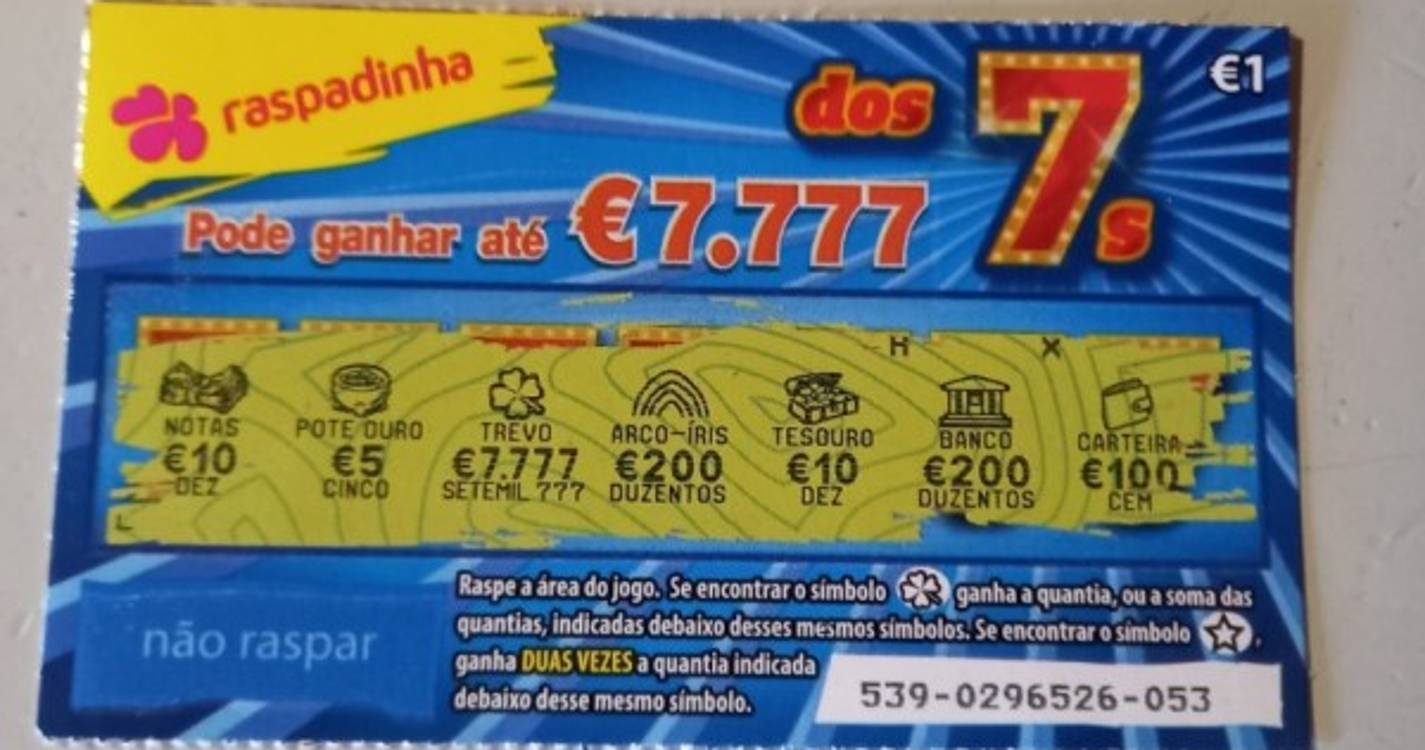 raspadinha
dos 7s
€1
Pode ganhar até €7.777
H X
NOTAS POTE OURO TREVO ARCO-ÍRIS TESOURO BANCO CARTEIRA
€10 €5 €7.777 €200 €10 €200 €100
DEZ CINCO SETEMIL 777 DUZENTOS DEZ DUZENTOS CEM
L
Raspe a área do jogo. Se encontrar o símbolo ganha a quantia, ou a soma das
quantias, indicadas debaixo desses mesmos símbolos. Se encontrar o símbolo ,
ganha DUAS VEZES a quantia indicada
debaixo desse mesmo símbolo.
não raspar
539-0296526-053